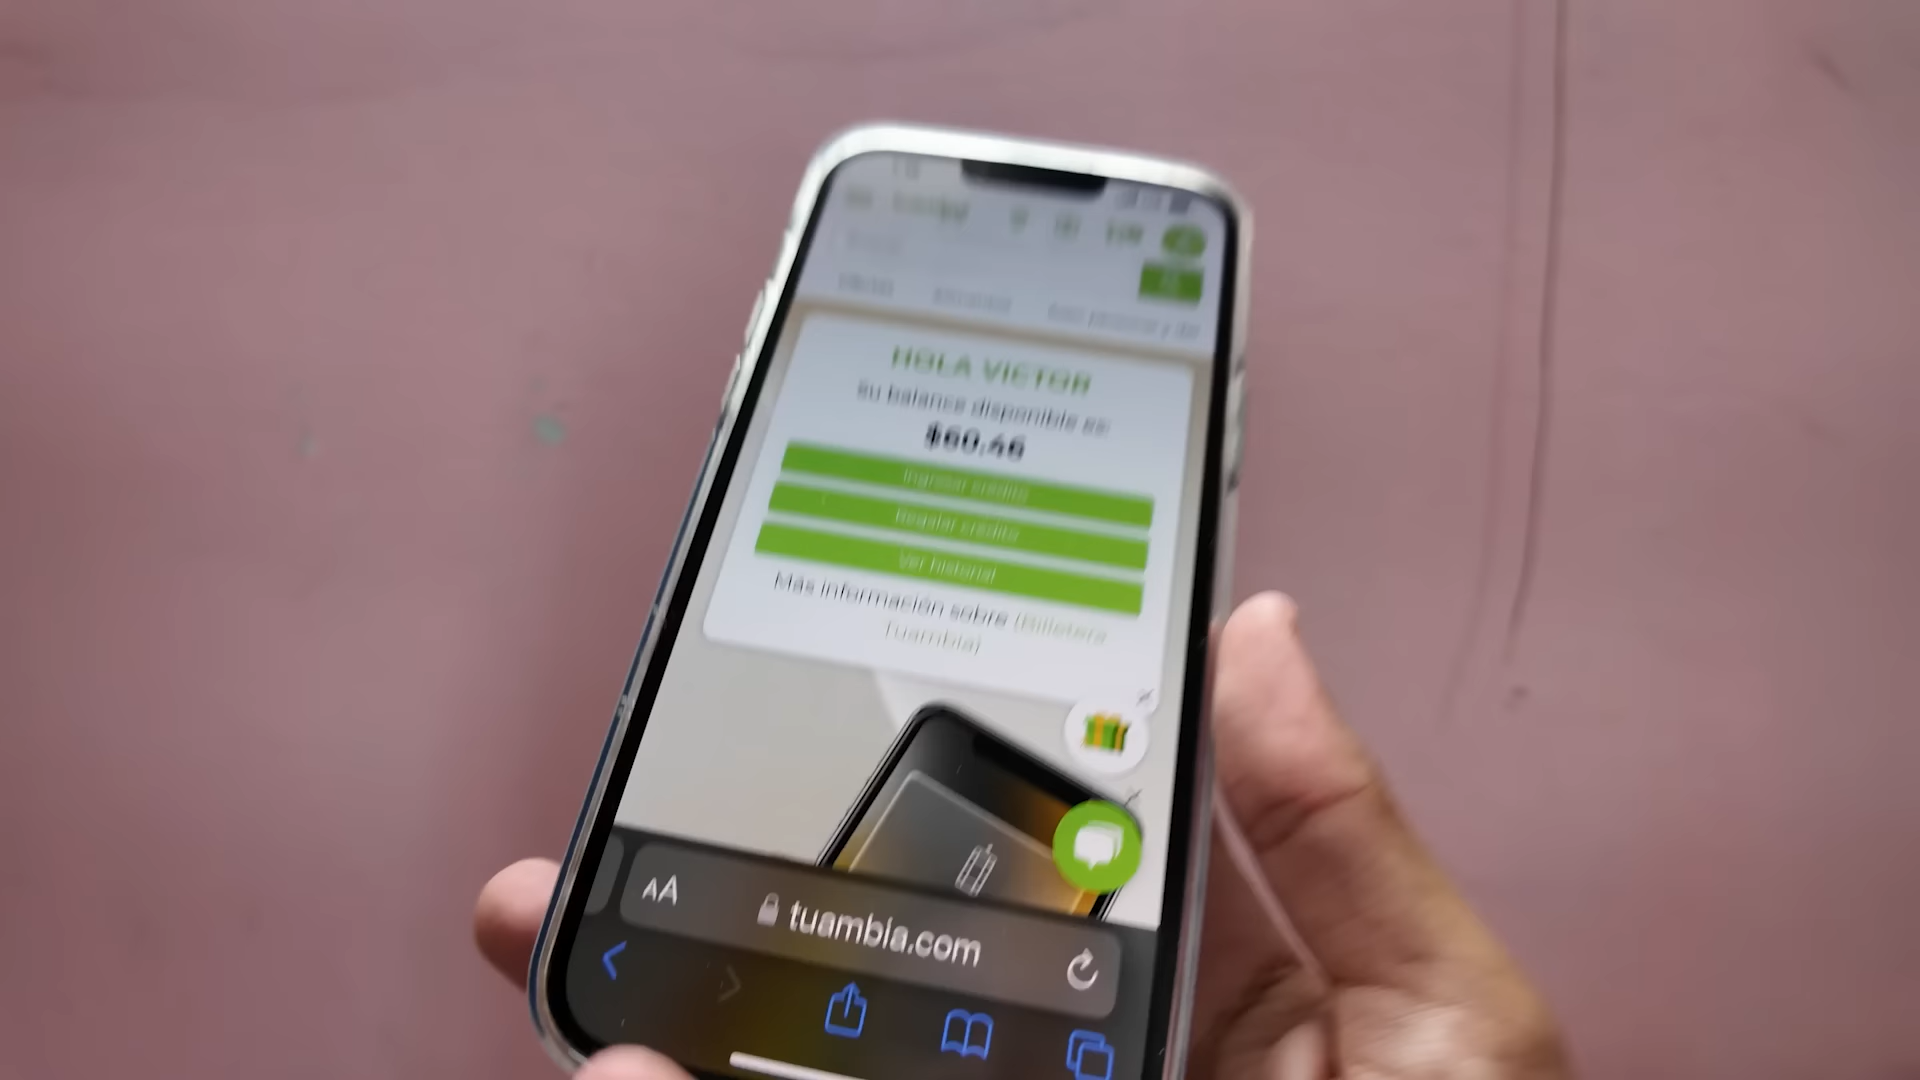 HOLA VICTOR
Su balance disponible es:
$60.46
Ingresar crédito
Regalar crédito
Ver historial
Más información sobre (Billetera
Tuambia)
AA
tuambia.com